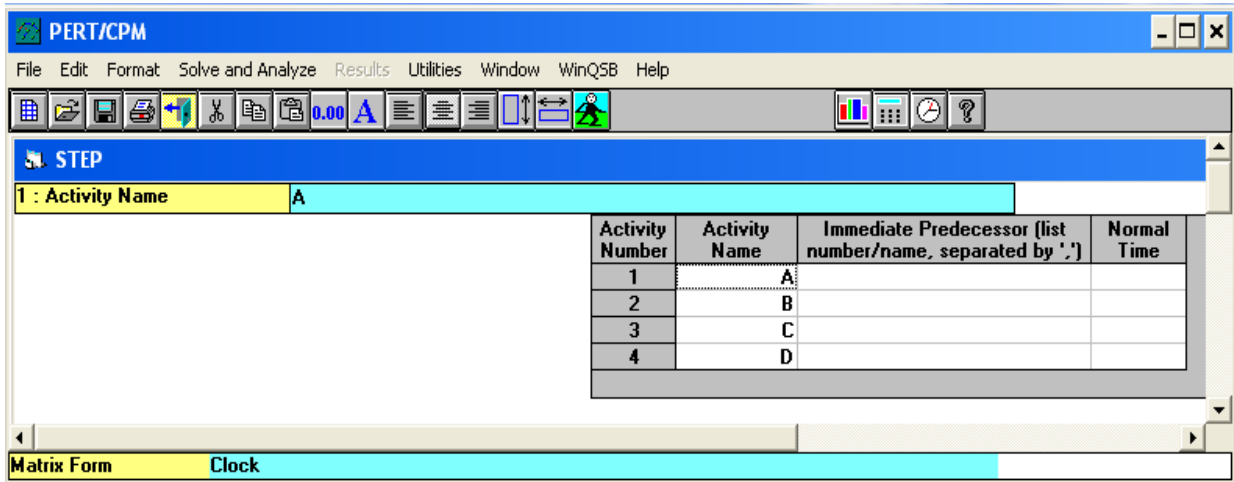 PERT/CPM
File Edit Format Solve and Analyze Results Utilities Window WinQSB Help
0.00 A ?
STEP
1 : Activity Name A
Activity Number Activity Name Immediate Predecessor (list number/name, separated by ',') Normal Time
1 A
2 B
3 C
4 D
Matrix Form Clock